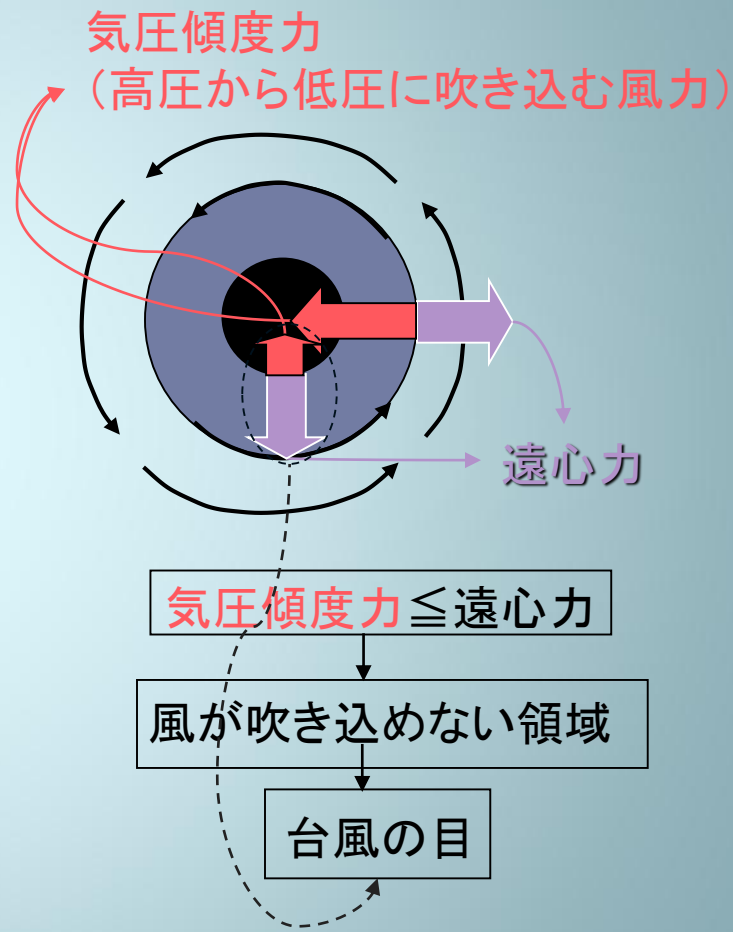 気圧傾度力
(高圧から低圧に吹き込む風力)
遠心力
気圧傾度力≦遠心力
風が吹き込めない領域
台風の目